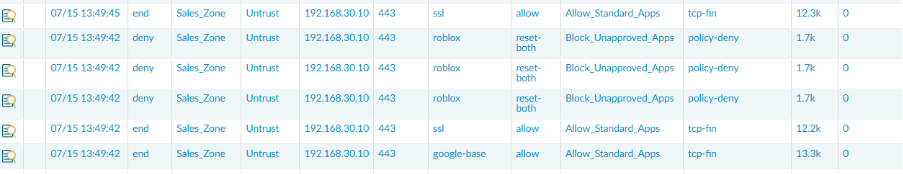 07/15 13:49:45 end Sales_Zone Untrust 192.168.30.10 443 ssl allow Allow_Standard_Apps tcp-fin 12.3k 0
07/15 13:49:42 deny Sales_Zone Untrust 192.168.30.10 443 roblox reset-both Block_Unapproved_Apps policy-deny 1.7k 0
07/15 13:49:42 deny Sales_Zone Untrust 192.168.30.10 443 roblox reset-both Block_Unapproved_Apps policy-deny 1.7k 0
07/15 13:49:42 deny Sales_Zone Untrust 192.168.30.10 443 roblox reset-both Block_Unapproved_Apps policy-deny 1.7k 0
07/15 13:49:42 end Sales_Zone Untrust 192.168.30.10 443 ssl allow Allow_Standard_Apps tcp-fin 12.2k 0
07/15 13:49:42 end Sales_Zone Untrust 192.168.30.10 443 google-base allow Allow_Standard_Apps tcp-fin 13.3k 0